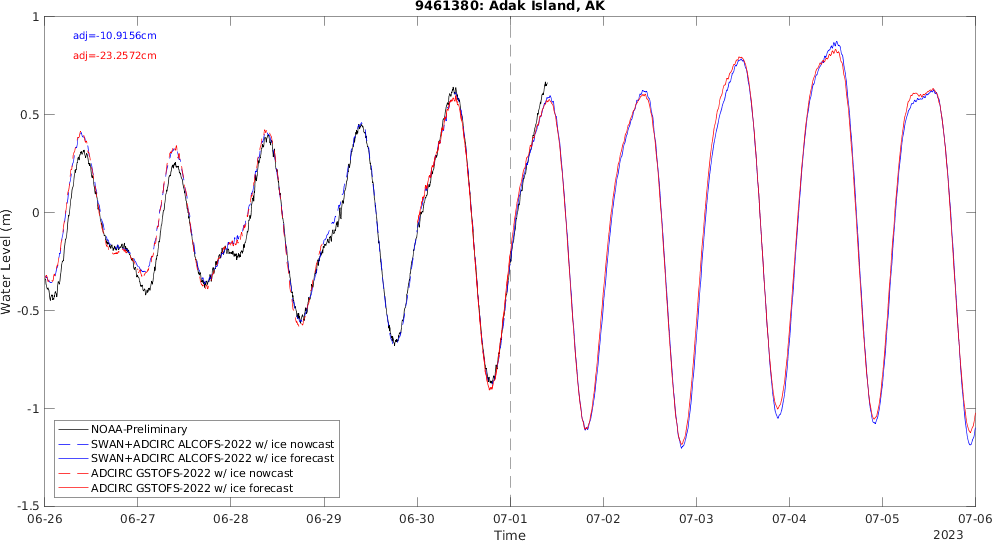 9461380: Adak Island, AK
adj=-10.9156cm
adj=-23.2572cm
1
0.5
0
-0.5
-1
-1.5
Water Level (m)
NOAA-Preliminary
SWAN+ADCIRC ALCOFS-2022 w/ ice nowcast
SWAN+ADCIRC ALCOFS-2022 w/ ice forecast
ADCIRC GSTOFS-2022 w/ ice nowcast
ADCIRC GSTOFS-2022 w/ ice forecast
06-26 06-27 06-28 06-29 06-30 07-01 07-02 07-03 07-04 07-05 07-06
Time
2023